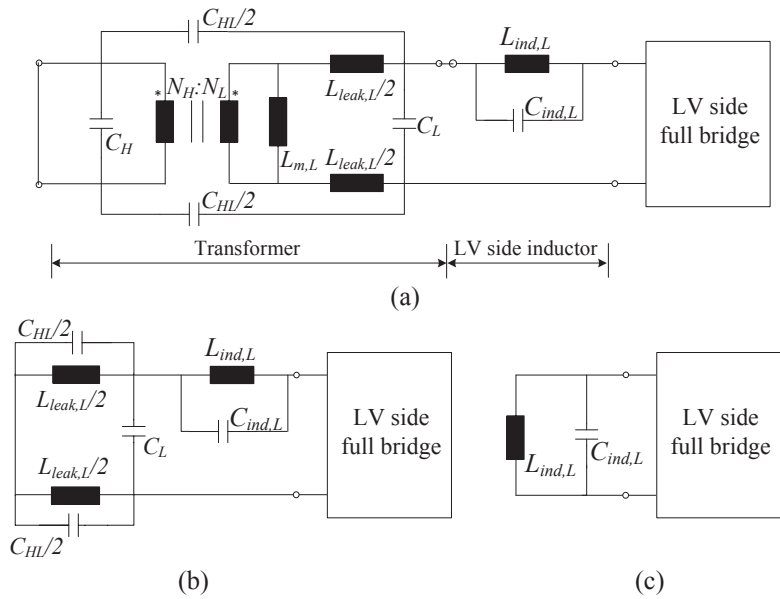 C_HL/2
L_ind,L
* N_H:N_L *
L_leak,L/2
C_ind,L
LV side
full bridge
C_H
C_L
L_m,L
L_leak,L/2
C_HL/2
Transformer
LV side inductor
(a)
C_HL/2
L_ind,L
L_leak,L/2
C_ind,L
LV side
full bridge
C_L
L_leak,L/2
C_HL/2
(b)
L_ind,L
C_ind,L
LV side
full bridge
(c)